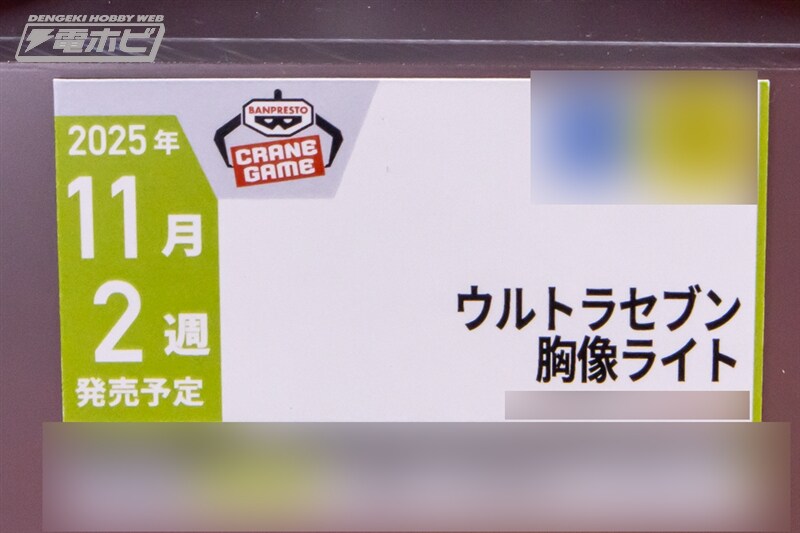 DENGEKI HOBBY WEB
電ホビ
BANPRESTO
CRANE
GAME
2025年
11月
2週
発売予定
ウルトラセブン
胸像ライト